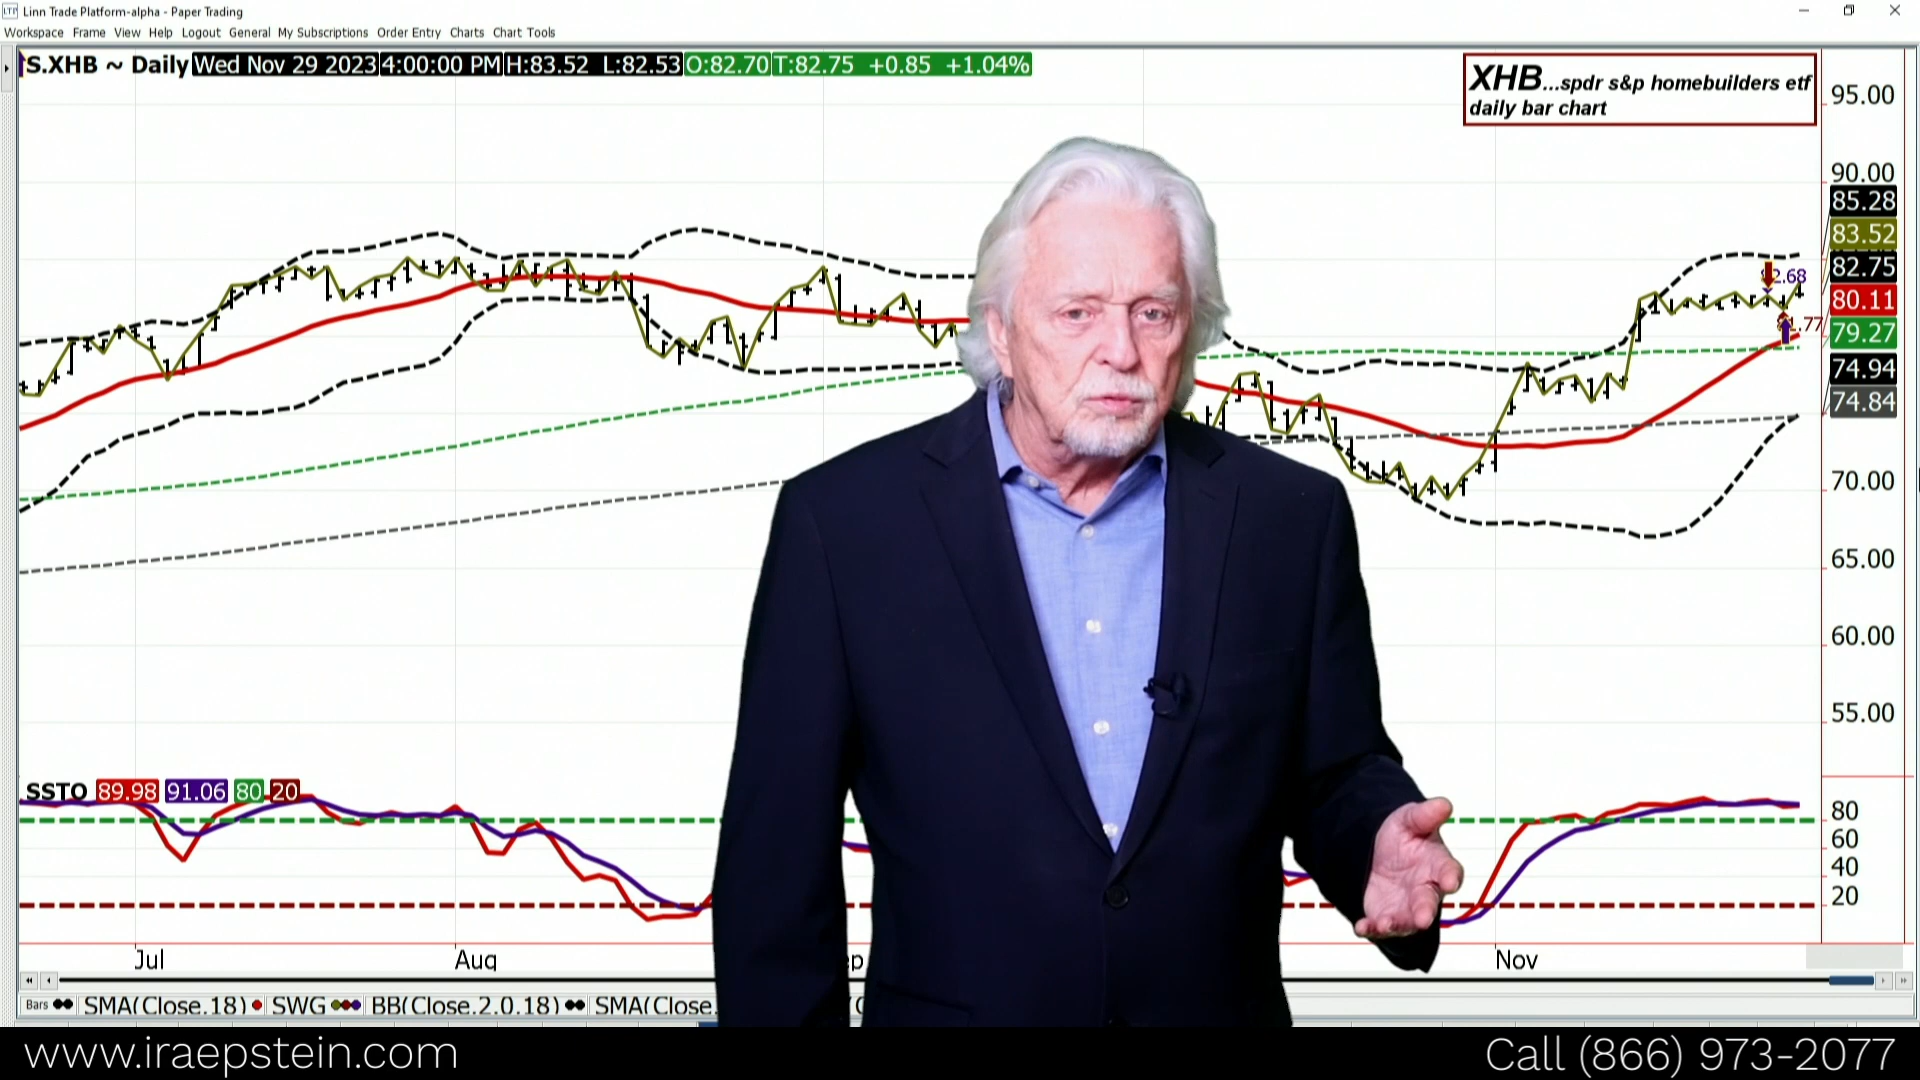 LTP Linn Trade Platform-alpha - Paper Trading
Workspace Frame View Help Logout General My Subscriptions Order Entry Charts Chart Tools
S.XHB ~ Daily Wed Nov 29 2023 4:00:00 PM H:83.52 L:82.53 O:82.70 T:82.75 +0.85 +1.04%
XHB...spdr s&p homebuilders etf
daily bar chart
95.00
90.00
85.28
83.52
82.75
80.11
79.27
74.94
74.84
70.00
65.00
60.00
55.00
SSTO 89.98 91.06 80 20
80
60
40
20
Jul Aug Nov
Bars SMA(Close,18) SWG BB(Close,2.0,18) SMA(Close,
www.iraepstein.com Call (866) 973-2077